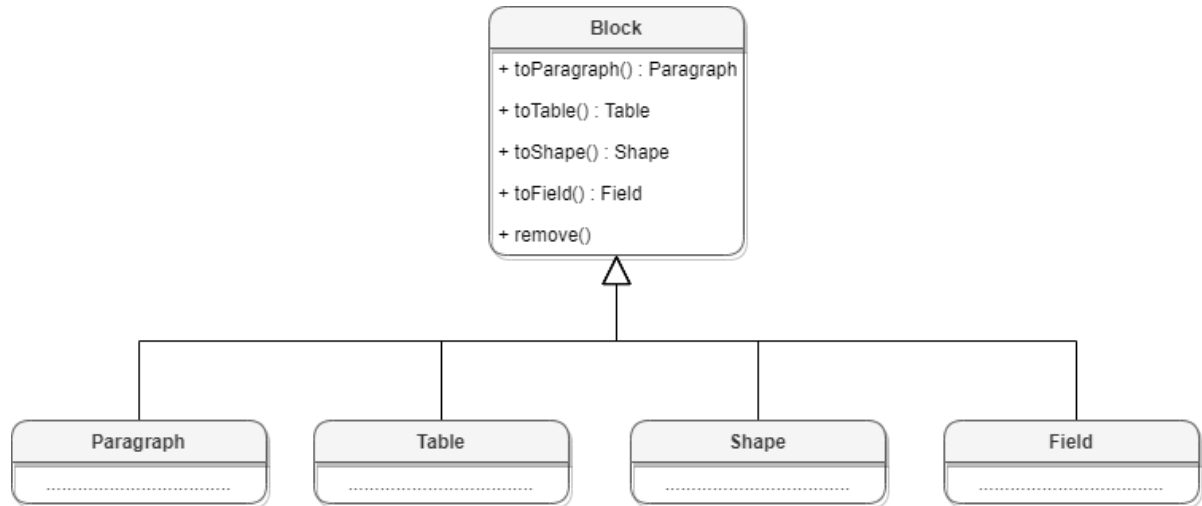 Block
+ toParagraph() : Paragraph
+ toTable() : Table
+ toShape() : Shape
+ toField() : Field
+ remove()
Paragraph
Table
Shape
Field